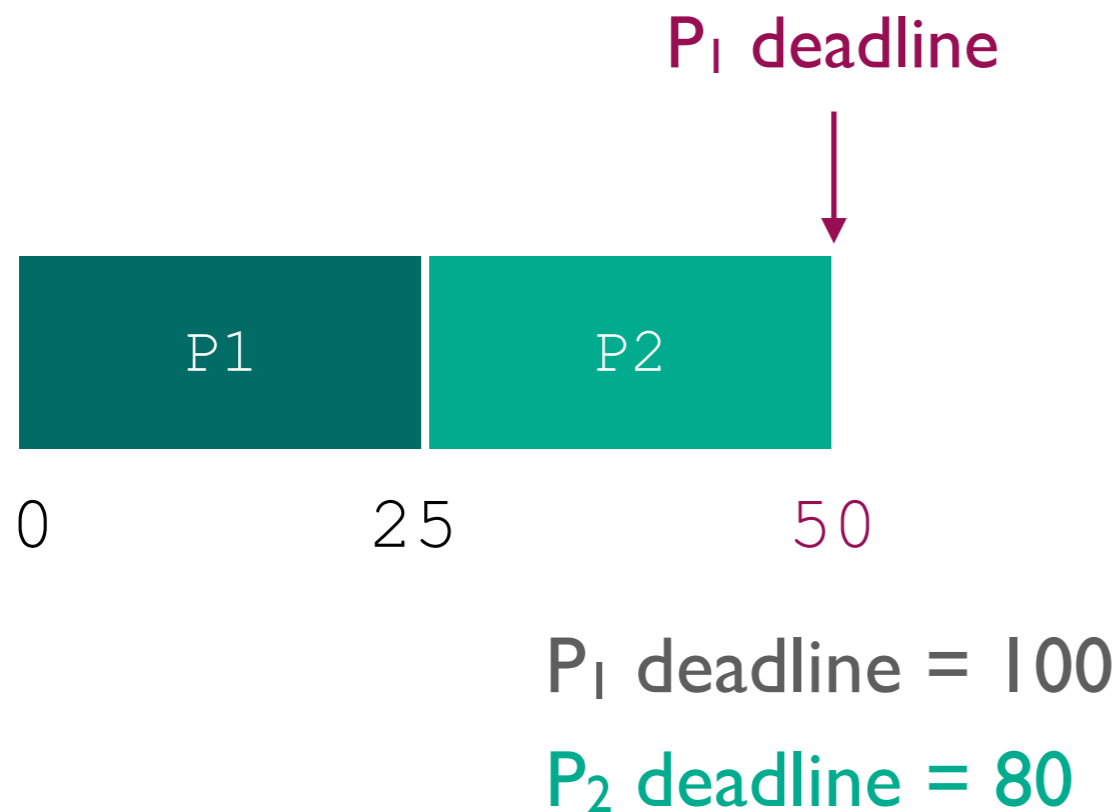 P₁ deadline
P1 P2
0 25 50
P₁ deadline = 100
P₂ deadline = 80